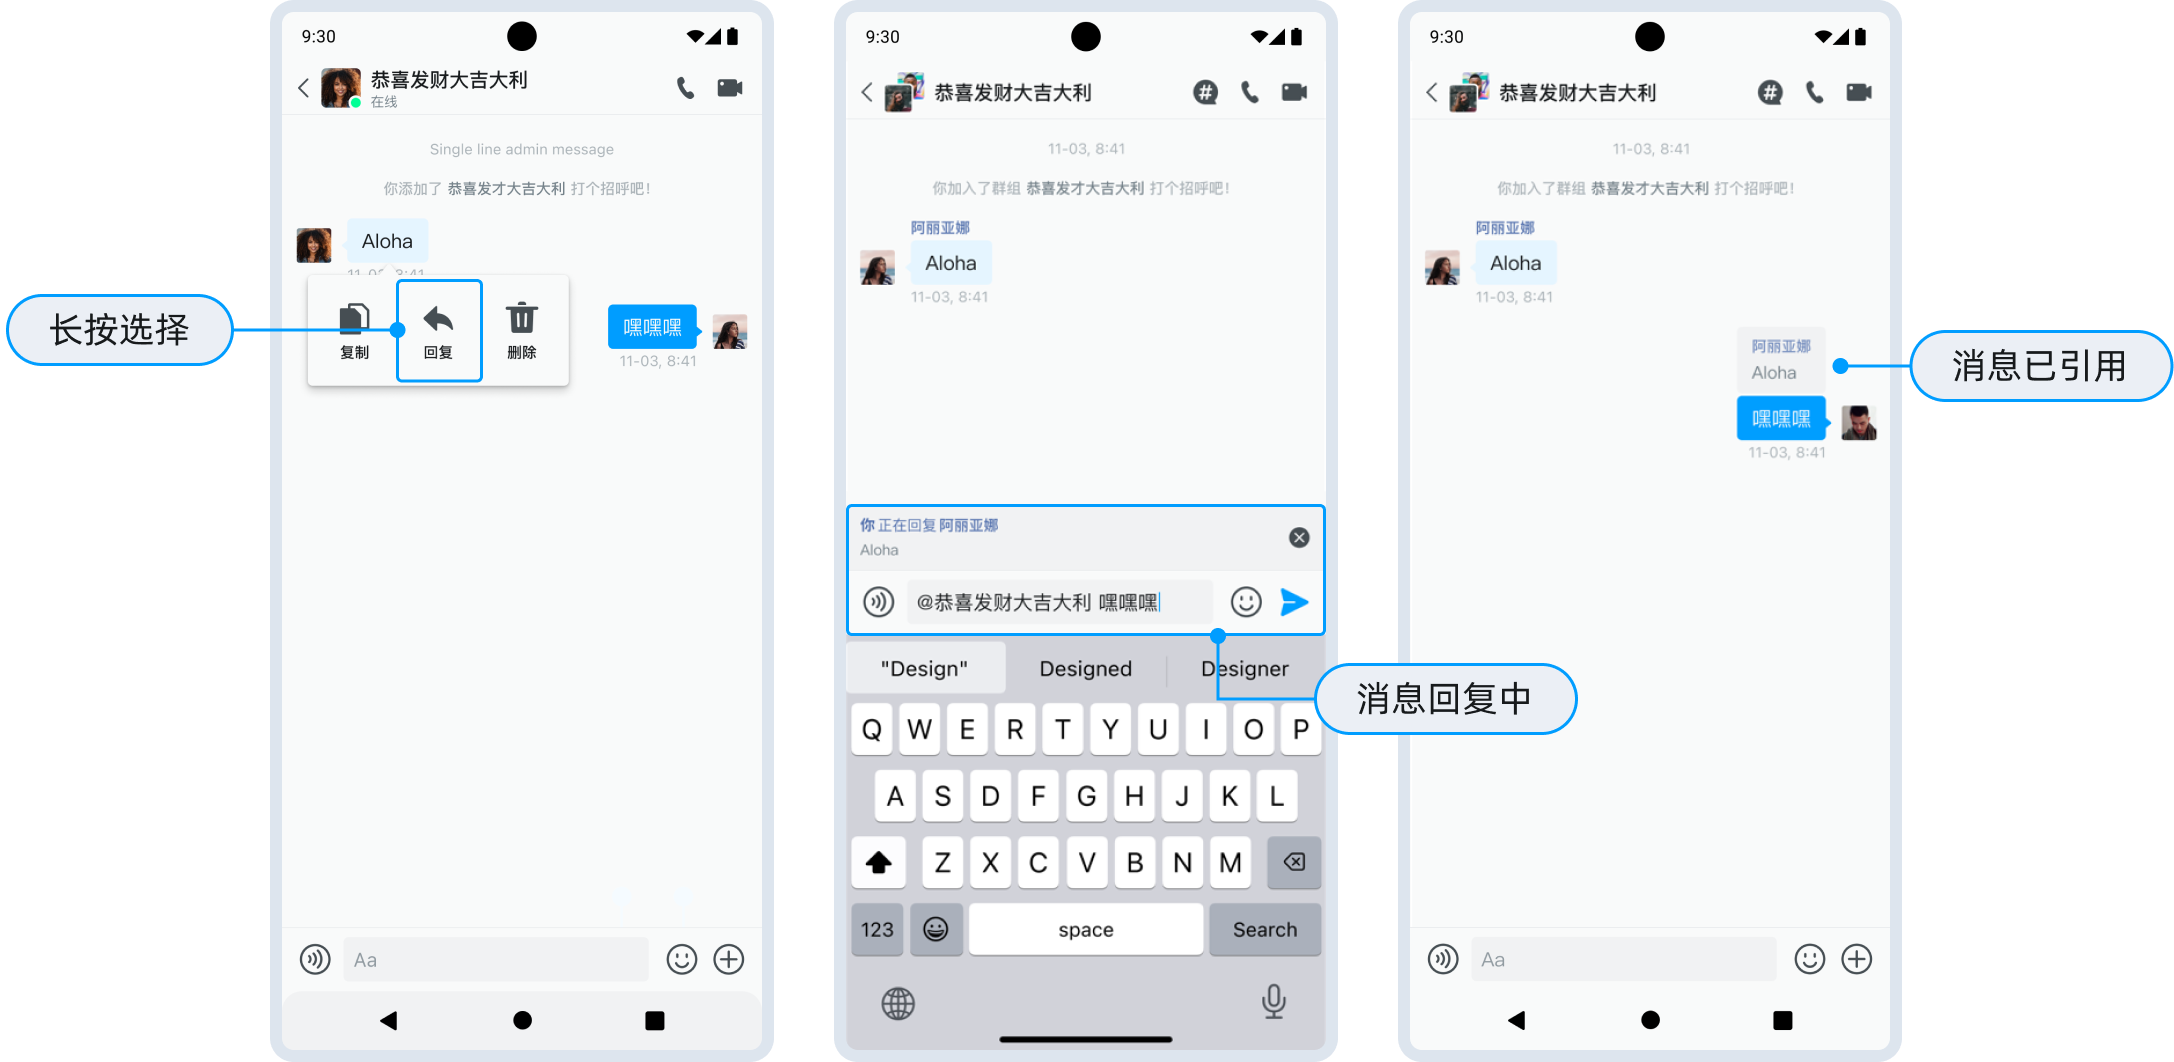 长按选择
9:30
恭喜发财大吉大利
在线
Single line admin message
你添加了 恭喜发才大吉大利 打个招呼吧!
Aloha
11-03, 8:41
复制
回复
删除
嘿嘿嘿
11-03, 8:41
Aa
9:30
恭喜发财大吉大利
11-03, 8:41
你加入了群组 恭喜发才大吉大利 打个招呼吧!
阿丽亚娜
Aloha
11-03, 8:41
你 正在回复 阿丽亚娜
Aloha
@恭喜发财大吉大利 嘿嘿嘿
"Design" Designed Designer
Q W E R T Y U I O P
A S D F G H J K L
Z X C V B N M
123 space Search
消息回复中
9:30
恭喜发财大吉大利
11-03, 8:41
你加入了群组 恭喜发才大吉大利 打个招呼吧!
阿丽亚娜
Aloha
11-03, 8:41
阿丽亚娜
Aloha
嘿嘿嘿
11-03, 8:41
Aa
消息已引用